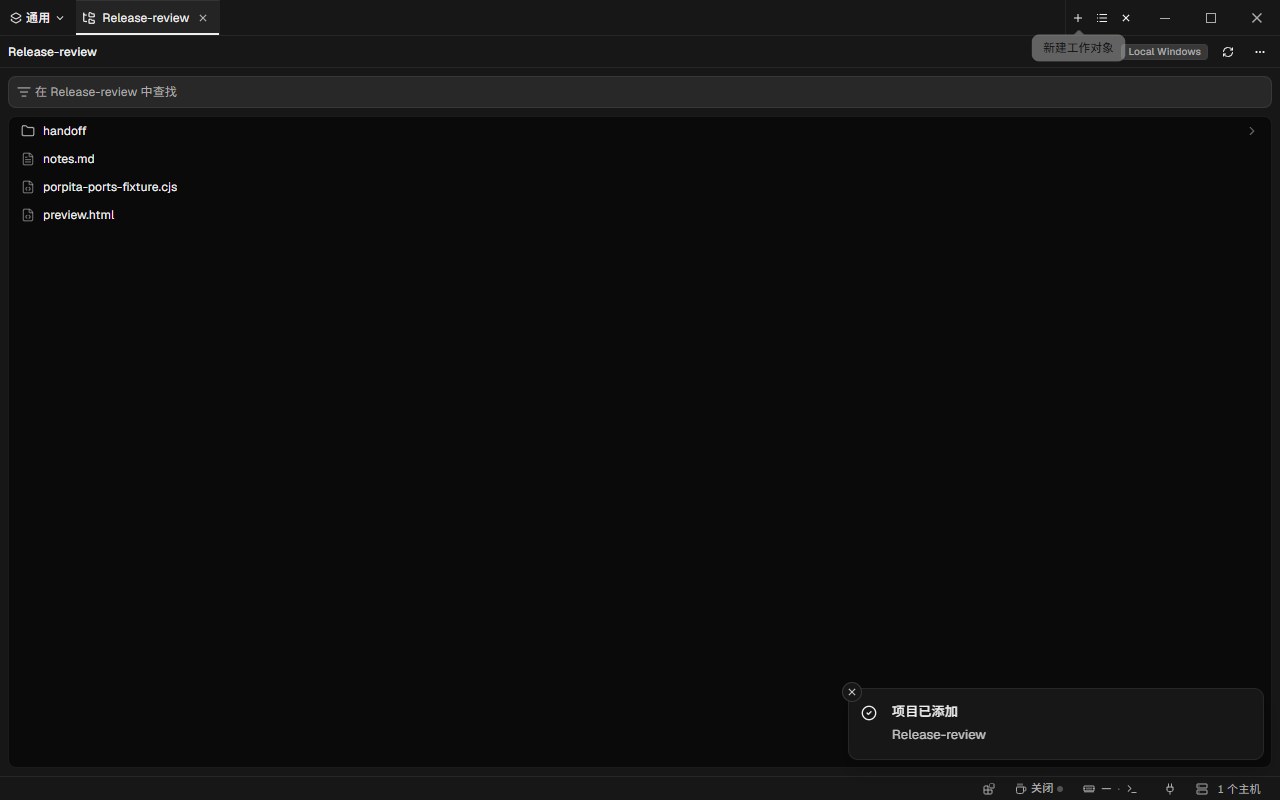 通用
Release-review
Release-review
新建工作对象
Local Windows
在 Release-review 中查找
handoff
notes.md
porpita-ports-fixture.cjs
preview.html
项目已添加
Release-review
关闭
1 个主机